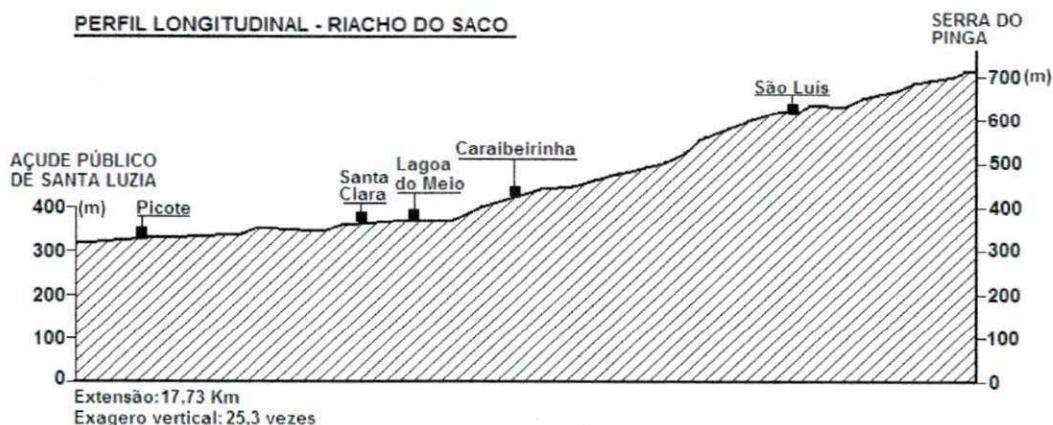 PERFIL LONGITUDINAL - RIACHO DO SACO
SERRA DO
PINGA
700 (m)
600
500
400
300
200
100
0
São Luís
Caraibeirinha
Lagoa
do Meio
Santa
Clara
Picote
AÇUDE PÚBLICO
DE SANTA LUZIA
400 (m)
300
200
100
0
Extensão: 17,73 Km
Exagero vertical: 25,3 vezes